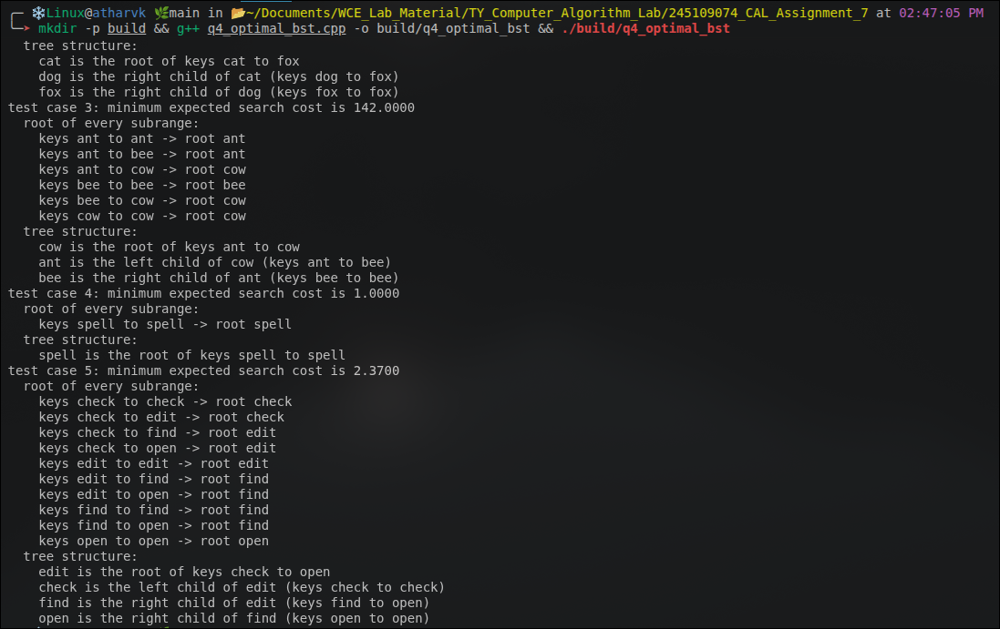 ❄️Linux@atharvk 🌿main in 📂~/Documents/WCE_Lab_Material/TY_Computer_Algorithm_Lab/245109074_CAL_Assignment_7 at 02:47:05 PM
mkdir -p build && g++ q4_optimal_bst.cpp -o build/q4_optimal_bst && ./build/q4_optimal_bst
tree structure:
cat is the root of keys cat to fox
dog is the right child of cat (keys dog to fox)
fox is the right child of dog (keys fox to fox)
test case 3: minimum expected search cost is 142.0000
root of every subrange:
keys ant to ant -> root ant
keys ant to bee -> root ant
keys ant to cow -> root cow
keys bee to bee -> root bee
keys bee to cow -> root cow
keys cow to cow -> root cow
tree structure:
cow is the root of keys ant to cow
ant is the left child of cow (keys ant to bee)
bee is the right child of ant (keys bee to bee)
test case 4: minimum expected search cost is 1.0000
root of every subrange:
keys spell to spell -> root spell
tree structure:
spell is the root of keys spell to spell
test case 5: minimum expected search cost is 2.3700
root of every subrange:
keys check to check -> root check
keys check to edit -> root check
keys check to find -> root edit
keys check to open -> root edit
keys edit to edit -> root edit
keys edit to find -> root find
keys edit to open -> root find
keys find to find -> root find
keys find to open -> root find
keys open to open -> root open
tree structure:
edit is the root of keys check to open
check is the left child of edit (keys check to check)
find is the right child of edit (keys find to open)
open is the right child of find (keys open to open)